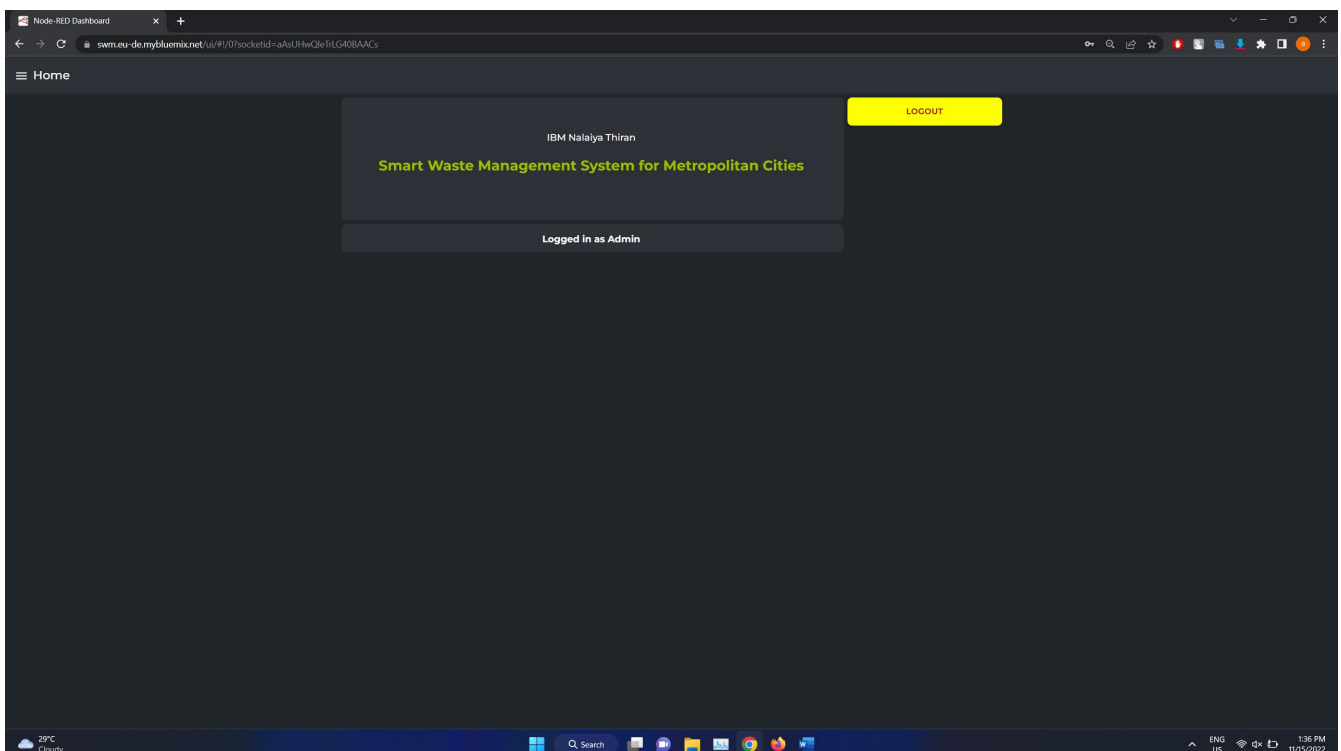 Node-RED Dashboard
swm.eu-de.mybluemix.net/ui/#!/0?socketid=aAsUHwQleTrLG40BAACs
Home
IBM Nalaiya Thiran
LOGOUT
Smart Waste Management System for Metropolitan Cities
Logged in as Admin
29°C
Cloudy
Search
ENG
US
1:36 PM
11/15/2022